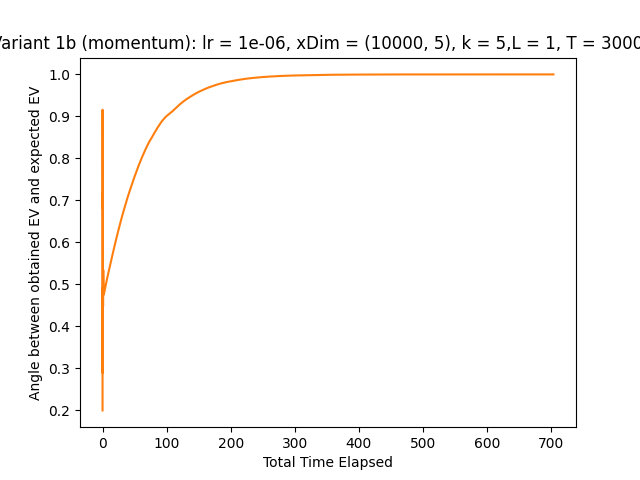 Variant 1b (momentum): lr = 1e-06, xDim = (10000, 5), k = 5,L = 1, T = 3000
Angle between obtained EV and expected EV
1.0
0.9
0.8
0.7
0.6
0.5
0.4
0.3
0.2
0 100 200 300 400 500 600 700
Total Time Elapsed